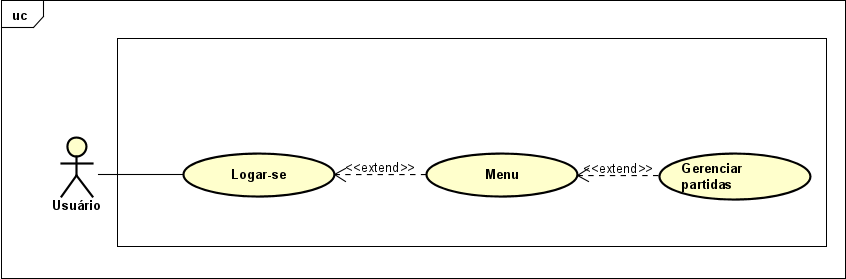 uc
Logar-se
<<extend>>
Menu
<<extend>>
Gerenciar
partidas
Usuário